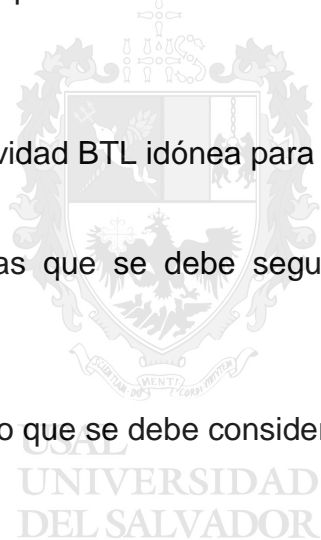 vidad BTL idónea para
as que se debe segu
o que se debe consider
USAL
UNIVERSIDAD
DEL SALVADOR